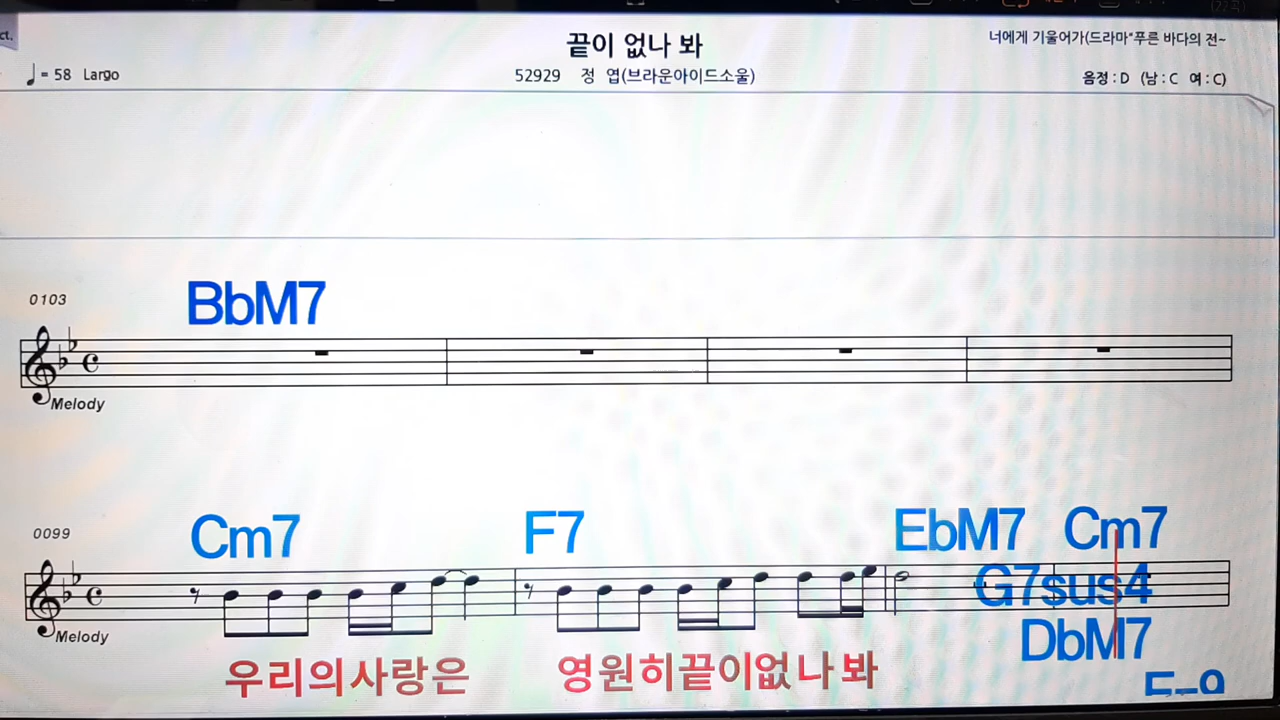 ct.
끝이 없나 봐
너에게 기울어가(드라마"푸른 바다의 전~
= 58 Largo
52929 정 엽(브라운아이드소울)
음정 : D (남 : C 여 : C)
0103
BbM7
Melody
0099
Cm7 F7 EbM7 Cm7
G7sus4
Melody
DbM7
우리의사랑은 영원히끝이없나봐